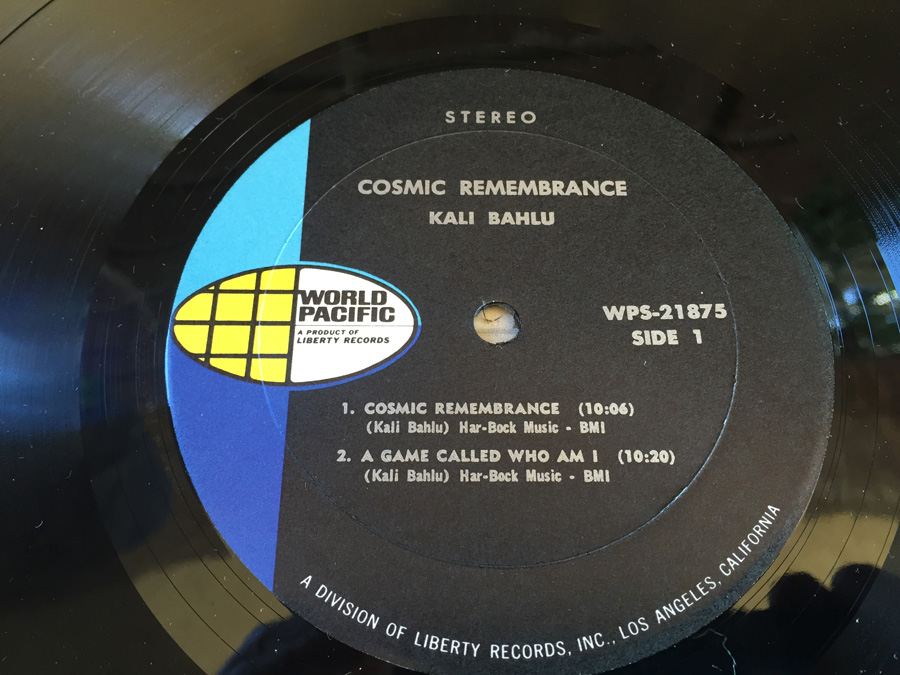 STEREO
COSMIC REMEMBRANCE
KALI BAHLU
WORLD
PACIFIC
A PRODUCT OF
LIBERTY RECORDS
WPS-21875
SIDE 1
1. COSMIC REMEMBRANCE (10:06)
(Kali Bahlu) Har-Bock Music - BMI
2. A GAME CALLED WHO AM I (10:20)
(Kali Bahlu) Har-Bock Music - BMI
A DIVISION OF LIBERTY RECORDS, INC., LOS ANGELES, CALIFORNIA